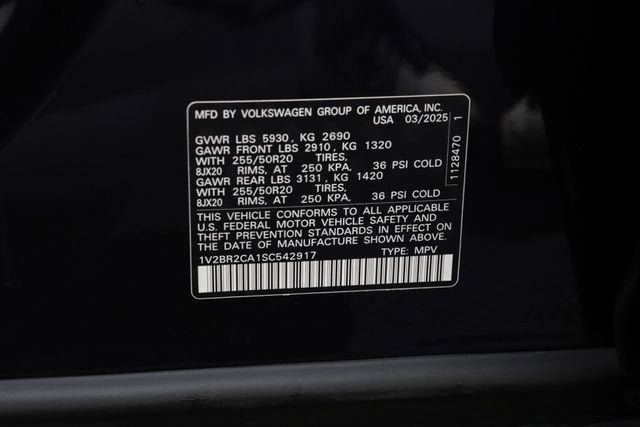 MFD BY VOLKSWAGEN GROUP OF AMERICA, INC.
USA 03/2025
GVWR LBS 5930, KG 2690
GAWR FRONT LBS 2910, KG 1320
WITH 255/50R20 TIRES,
8JX20 RIMS, AT 250 KPA, 36 PSI COLD
GAWR REAR LBS 3131, KG 1420
WITH 255/50R20 TIRES,
8JX20 RIMS, AT 250 KPA, 36 PSI COLD
THIS VEHICLE CONFORMS TO ALL APPLICABLE
U.S. FEDERAL MOTOR VEHICLE SAFETY AND
THEFT PREVENTION STANDARDS IN EFFECT ON
THE DATE OF MANUFACTURE SHOWN ABOVE.
1V2BR2CA1SC542917 TYPE: MPV
1128470 1